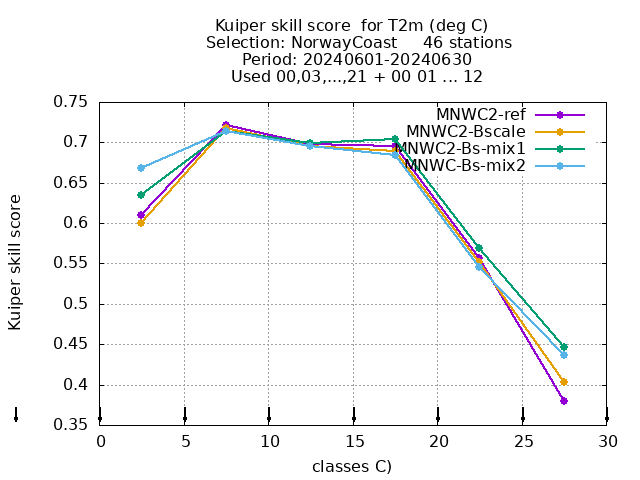 Kuiper skill score  for T2m (deg C)
Selection: NorwayCoast     46 stations
Period: 20240601-20240630
Used 00,03,...,21 + 00 01 ... 12
MNWC2-ref
MNWC2-Bscale
MNWC2-Bs-mix1
MNWC-Bs-mix2
0.75
0.7
0.65
0.6
0.55
0.5
0.45
0.4
0.35
Kuiper skill score
0 5 10 15 20 25 30
classes C)